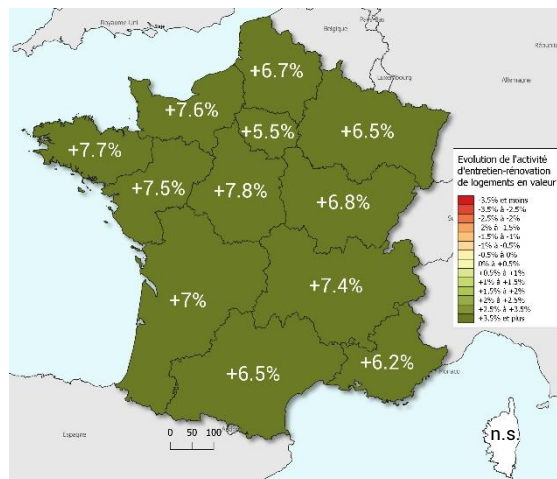 Royaume Uni
Belgique
Luxembourg
Allemagne
+6.7%
+7.6%
+5.5%
+6.5%
+7.7%
+7.5%
+7.8%
+6.8%
+7%
+7.4%
+6.5%
+6.2%
Monaco
Espagne
0 50 100
n.s.
Evolution de l'activité
d'entretien-rénovation
de logements en valeur
-3.5% et moins
-3.5% à -2.5%
-2.5% à -2%
-2% à -1.5%
-1.5% à -1%
-1% à -0.5%
-0.5% à 0%
0% à +0.5%
+0.5% à +1%
+1% à +1.5%
+1.5% à +2%
+2% à +2.5%
+2.5% à +3.5%
+3.5% et plus